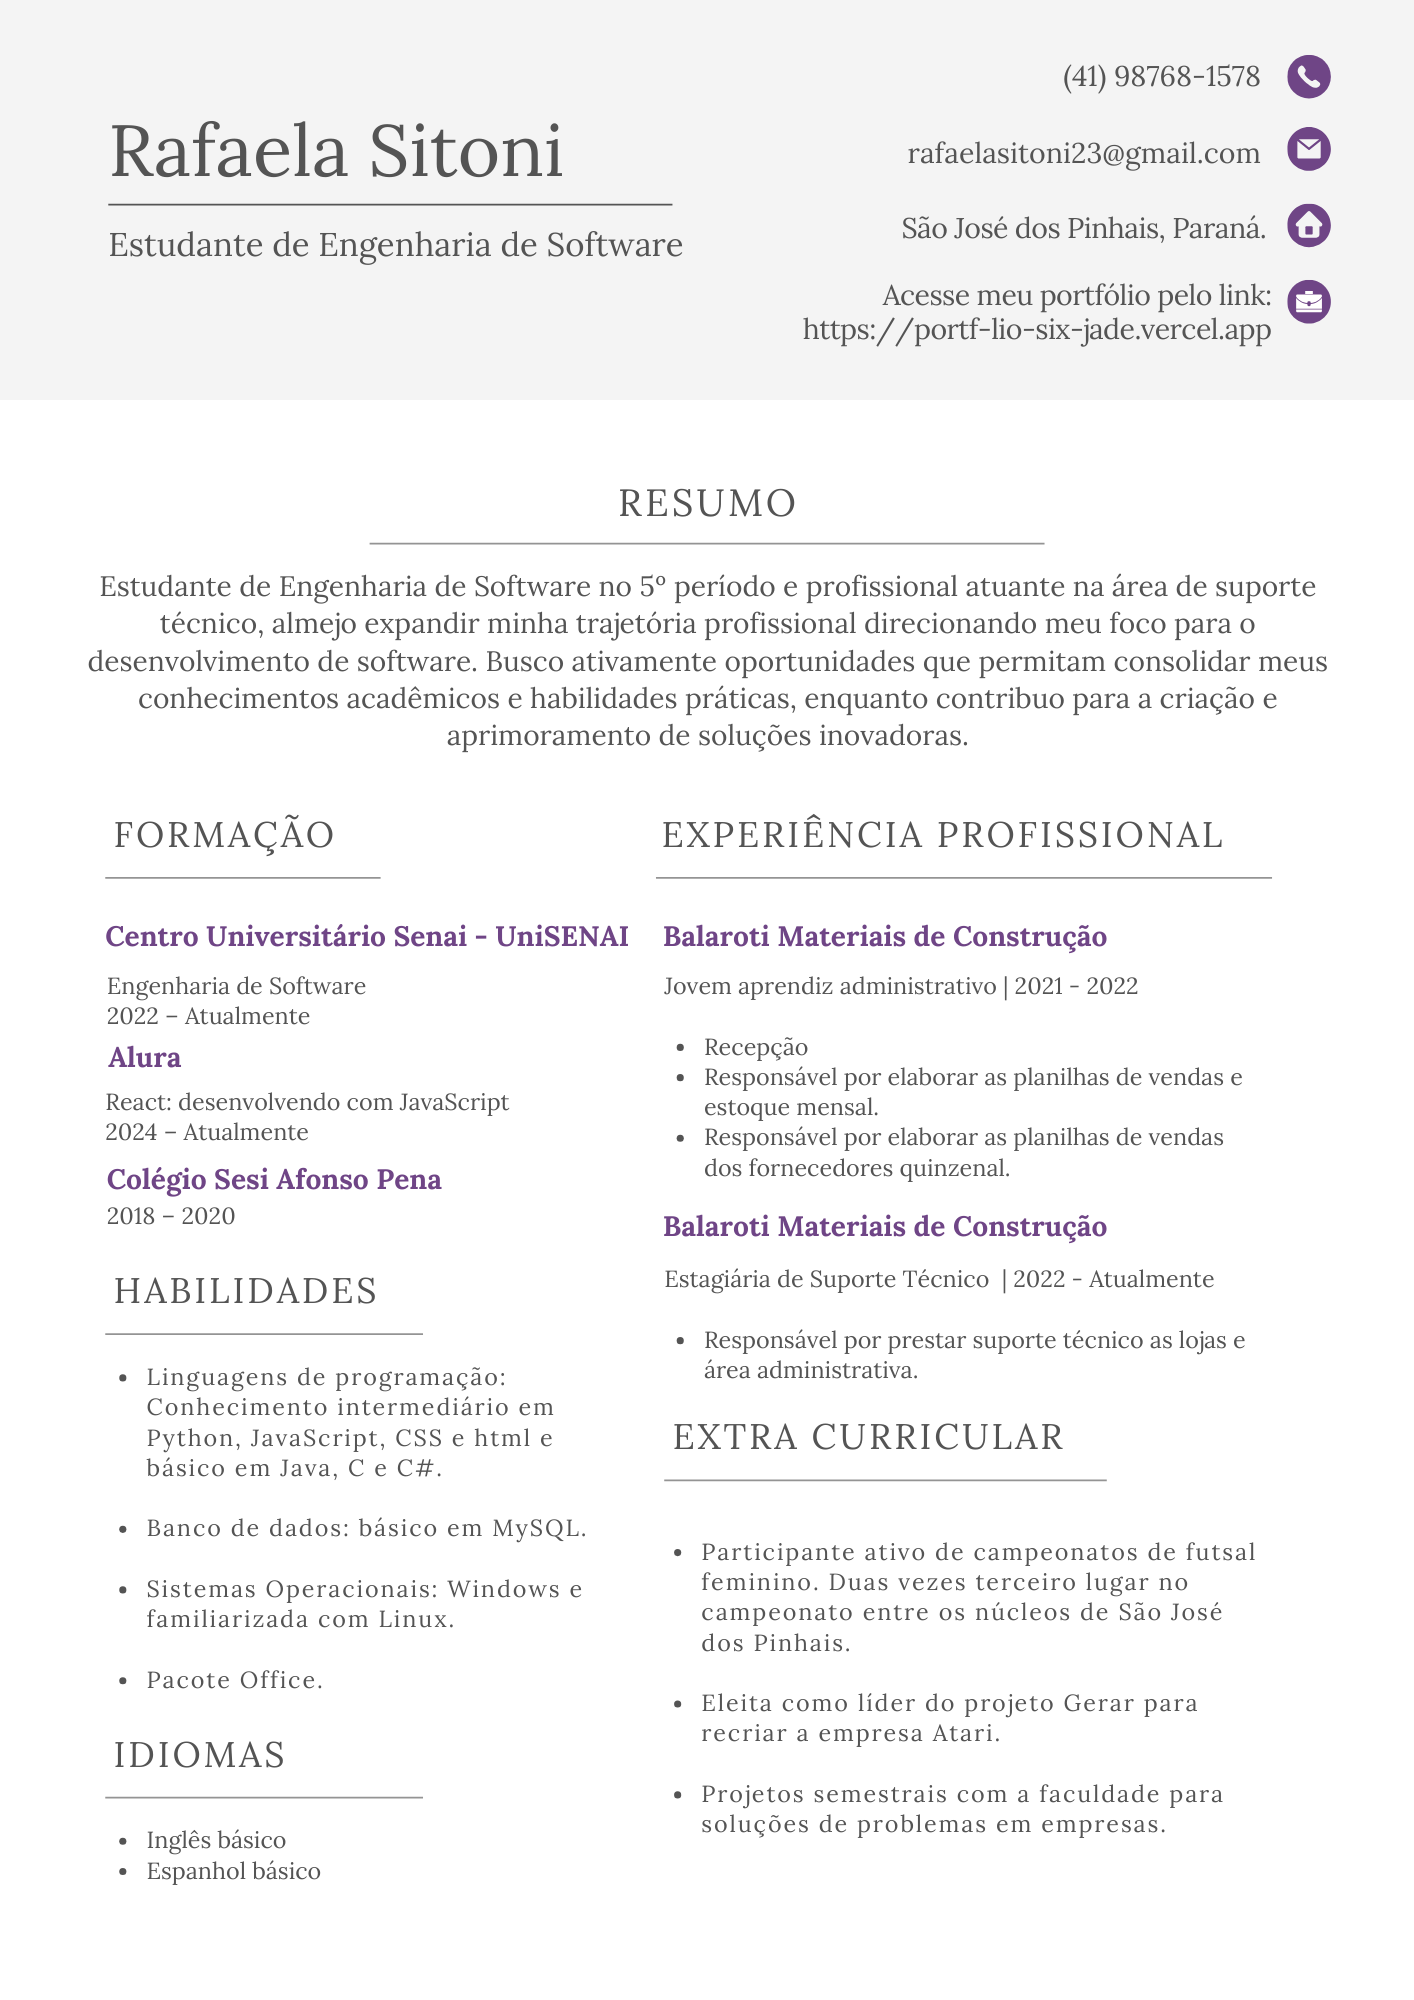 Rafaela Sitoni
Estudante de Engenharia de Software
(41) 98768-1578
rafaelasitoni23@gmail.com
São José dos Pinhais, Paraná.
Acesse meu portfólio pelo link:
https://portf-lio-six-jade.vercel.app
RESUMO
Estudante de Engenharia de Software no 5º período e profissional atuante na área de suporte
técnico, almejo expandir minha trajetória profissional direcionando meu foco para o
desenvolvimento de software. Busco ativamente oportunidades que permitam consolidar meus
conhecimentos acadêmicos e habilidades práticas, enquanto contribuo para a criação e
aprimoramento de soluções inovadoras.
FORMAÇÃO
Centro Universitário Senai - UniSENAI
Engenharia de Software
2022 – Atualmente
Alura
React: desenvolvendo com JavaScript
2024 – Atualmente
Colégio Sesi Afonso Pena
2018 – 2020
HABILIDADES
• Linguagens de programação:
Conhecimento intermediário em
Python, JavaScript, CSS e html e
básico em Java, C e C#.
• Banco de dados: básico em MySQL.
• Sistemas Operacionais: Windows e
familiarizada com Linux.
• Pacote Office.
IDIOMAS
• Inglês básico
• Espanhol básico
EXPERIÊNCIA PROFISSIONAL
Balaroti Materiais de Construção
Jovem aprendiz administrativo | 2021 - 2022
• Recepção
• Responsável por elaborar as planilhas de vendas e
estoque mensal.
• Responsável por elaborar as planilhas de vendas
dos fornecedores quinzenal.
Balaroti Materiais de Construção
Estagiária de Suporte Técnico | 2022 - Atualmente
• Responsável por prestar suporte técnico as lojas e
área administrativa.
EXTRA CURRICULAR
• Participante ativo de campeonatos de futsal
feminino. Duas vezes terceiro lugar no
campeonato entre os núcleos de São José
dos Pinhais.
• Eleita como líder do projeto Gerar para
recriar a empresa Atari.
• Projetos semestrais com a faculdade para
soluções de problemas em empresas.